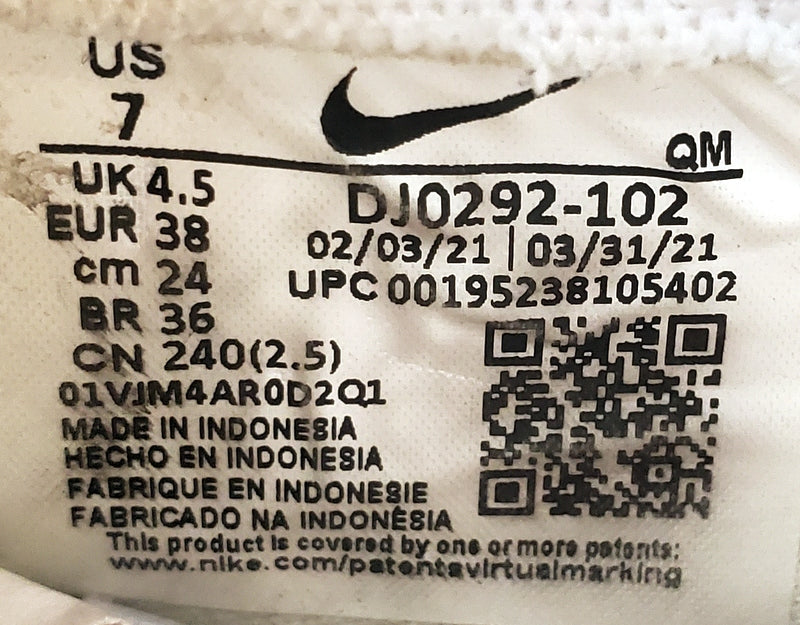 US
7
QM
UK 4.5
EUR 38
cm 24
BR 36
CN 240(2.5)
DJ0292-102
02/03/21 | 03/31/21
UPC 00195238105402
01VJM4AR0D2Q1
MADE IN INDONESIA
HECHO EN INDONESIA
FABRIQUE EN INDONESIE
FABRICADO NA INDONÉSIA
This product is covered by one or more patents:
www.nike.com/patentsvirtualmarking